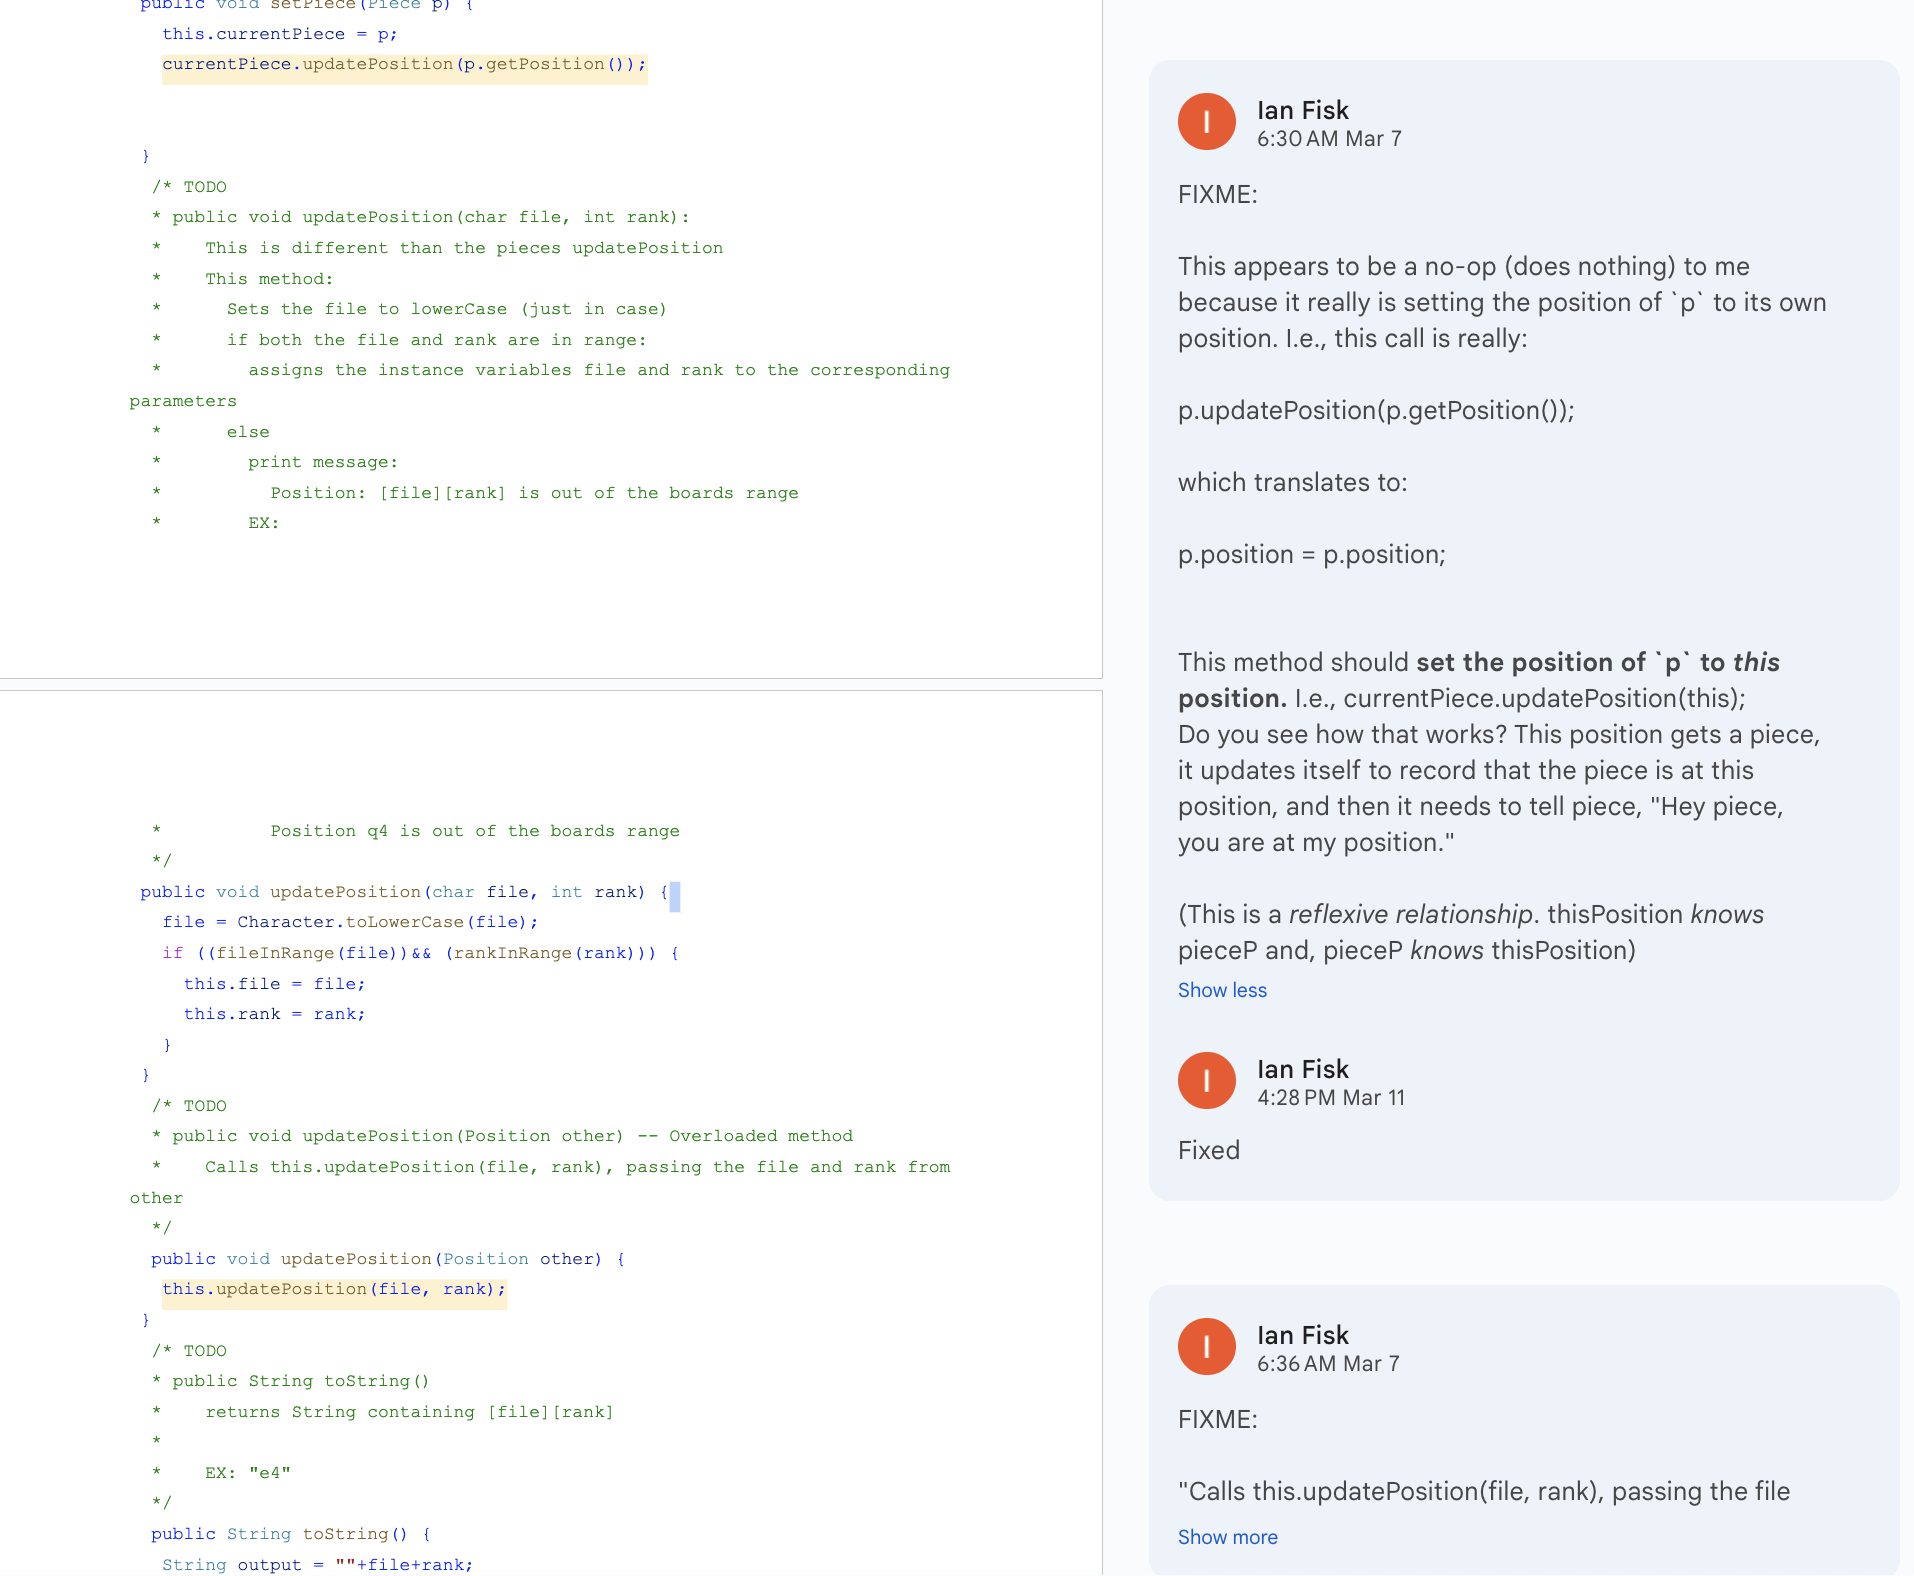 public void setPiece(Piece p) {
this.currentPiece = p;
currentPiece.updatePosition(p.getPosition());
}
/* TODO
* public void updatePosition(char file, int rank):
*    This is different than the pieces updatePosition
*    This method:
*      Sets the file to lowerCase (just in case)
*      if both the file and rank are in range:
*        assigns the instance variables file and rank to the corresponding
parameters
*      else
*        print message:
*          Position: [file][rank] is out of the boards range
*        EX:
*          Position q4 is out of the boards range
*/
public void updatePosition(char file, int rank) {
file = Character.toLowerCase(file);
if ((fileInRange(file))&& (rankInRange(rank))) {
this.file = file;
this.rank = rank;
}
}
/* TODO
* public void updatePosition(Position other) -- Overloaded method
*    Calls this.updatePosition(file, rank), passing the file and rank from
other
*/
public void updatePosition(Position other) {
this.updatePosition(file, rank);
}
/* TODO
* public String toString()
*    returns String containing [file][rank]
*
*    EX: "e4"
*/
public String toString() {
String output = ""+file+rank;
I
Ian Fisk
6:30 AM Mar 7
FIXME:
This appears to be a no-op (does nothing) to me
because it really is setting the position of `p` to its own
position. I.e., this call is really:
p.updatePosition(p.getPosition());
which translates to:
p.position = p.position;
This method should set the position of `p` to this
position. I.e., currentPiece.updatePosition(this);
Do you see how that works? This position gets a piece,
it updates itself to record that the piece is at this
position, and then it needs to tell piece, "Hey piece,
you are at my position."
(This is a reflexive relationship. thisPosition knows
pieceP and, pieceP knows thisPosition)
Show less
I
Ian Fisk
4:28 PM Mar 11
Fixed
I
Ian Fisk
6:36 AM Mar 7
FIXME:
"Calls this.updatePosition(file, rank), passing the file
Show more